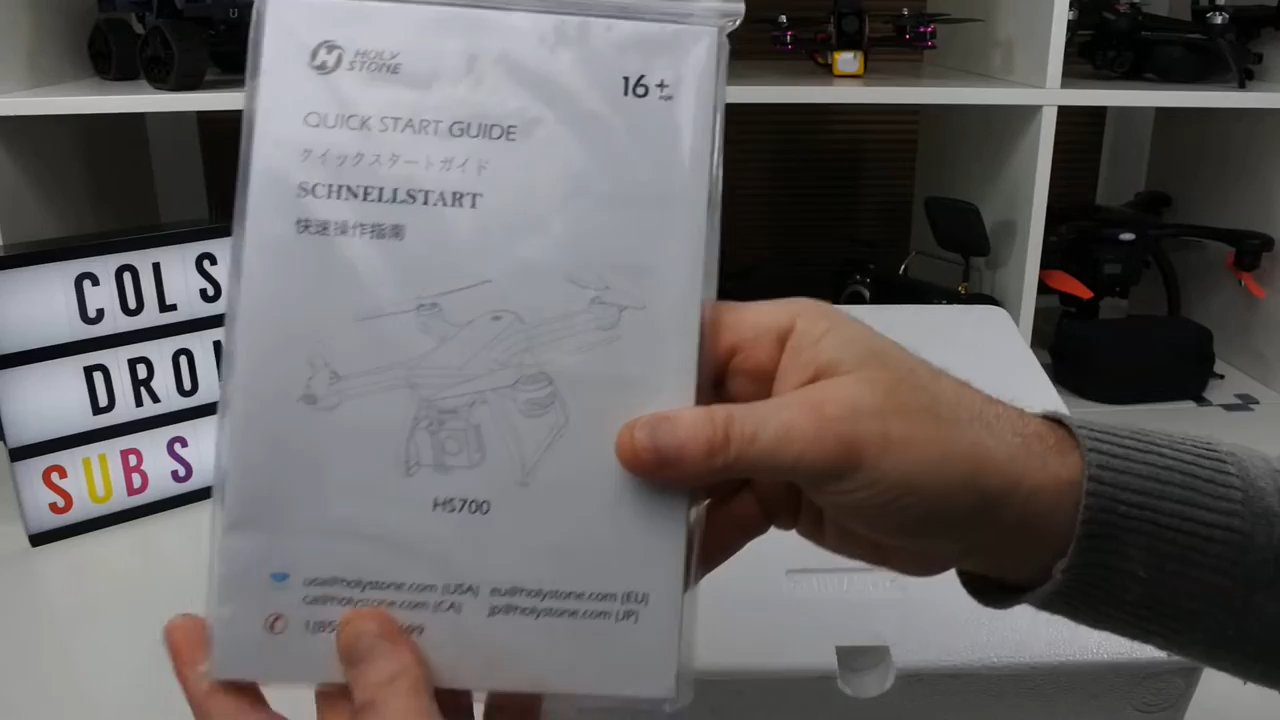 HOLY
STONE
16+
AGE
QUICK START GUIDE
クイックスタートガイド
SCHNELLSTART
快速操作指南
COLS
DRO
SUBS
HS700
usa@holystone.com (USA) eu@holystone.com (EU)
ca@holystone.com (CA) jp@holystone.com (JP)